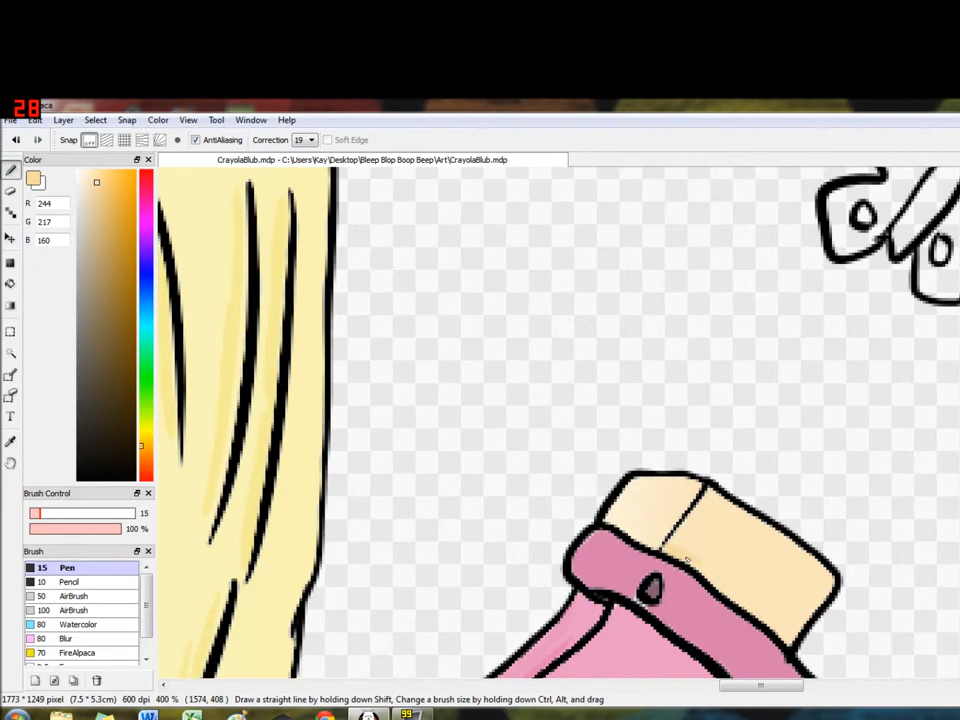 28
aca
File Edit Layer Select Snap Color View Tool Window Help
Snap off AntiAliasing Correction 19 Soft Edge
Color
CrayolaBlub.mdp - C:\Users\Kay\Desktop\Bleep Blop Boop Beep\Art\CrayolaBlub.mdp
R 244
G 217
B 160
Brush Control
15
100 %
Brush
15 Pen
10 Pencil
50 AirBrush
100 AirBrush
80 Watercolor
80 Blur
70 FireAlpaca
1773 * 1249 pixel (7.5 * 5.3cm) 600 dpi 400 % (1574, 408) Draw a straight line by holding down Shift, Change a brush size by holding down Ctrl, Alt, and drag
99